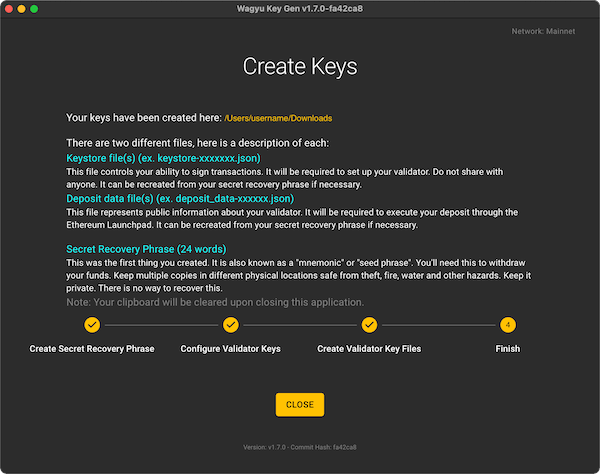 Wagyu Key Gen v1.7.0-fa42ca8
Network: Mainnet
Create Keys
Your keys have been created here: /Users/username/Downloads
There are two different files, here is a description of each:
Keystore file(s) (ex. keystore-xxxxxxx.json)
This file controls your ability to sign transactions. It will be required to set up your validator. Do not share with
anyone. It can be recreated from your secret recovery phrase if necessary.
Deposit data file(s) (ex. deposit_data-xxxxxx.json)
This file represents public information about your validator. It will be required to execute your deposit through the
Ethereum Launchpad. It can be recreated from your secret recovery phrase if necessary.
Secret Recovery Phrase (24 words)
This was the first thing you created. It is also known as a "mnemonic" or "seed phrase". You'll need this to withdraw
your funds. Keep multiple copies in different physical locations safe from theft, fire, water and other hazards. Keep it
private. There is no way to recover this.
Note: Your clipboard will be cleared upon closing this application.
4
Create Secret Recovery Phrase Configure Validator Keys Create Validator Key Files Finish
CLOSE
Version: v1.7.0 - Commit Hash: fa42ca8